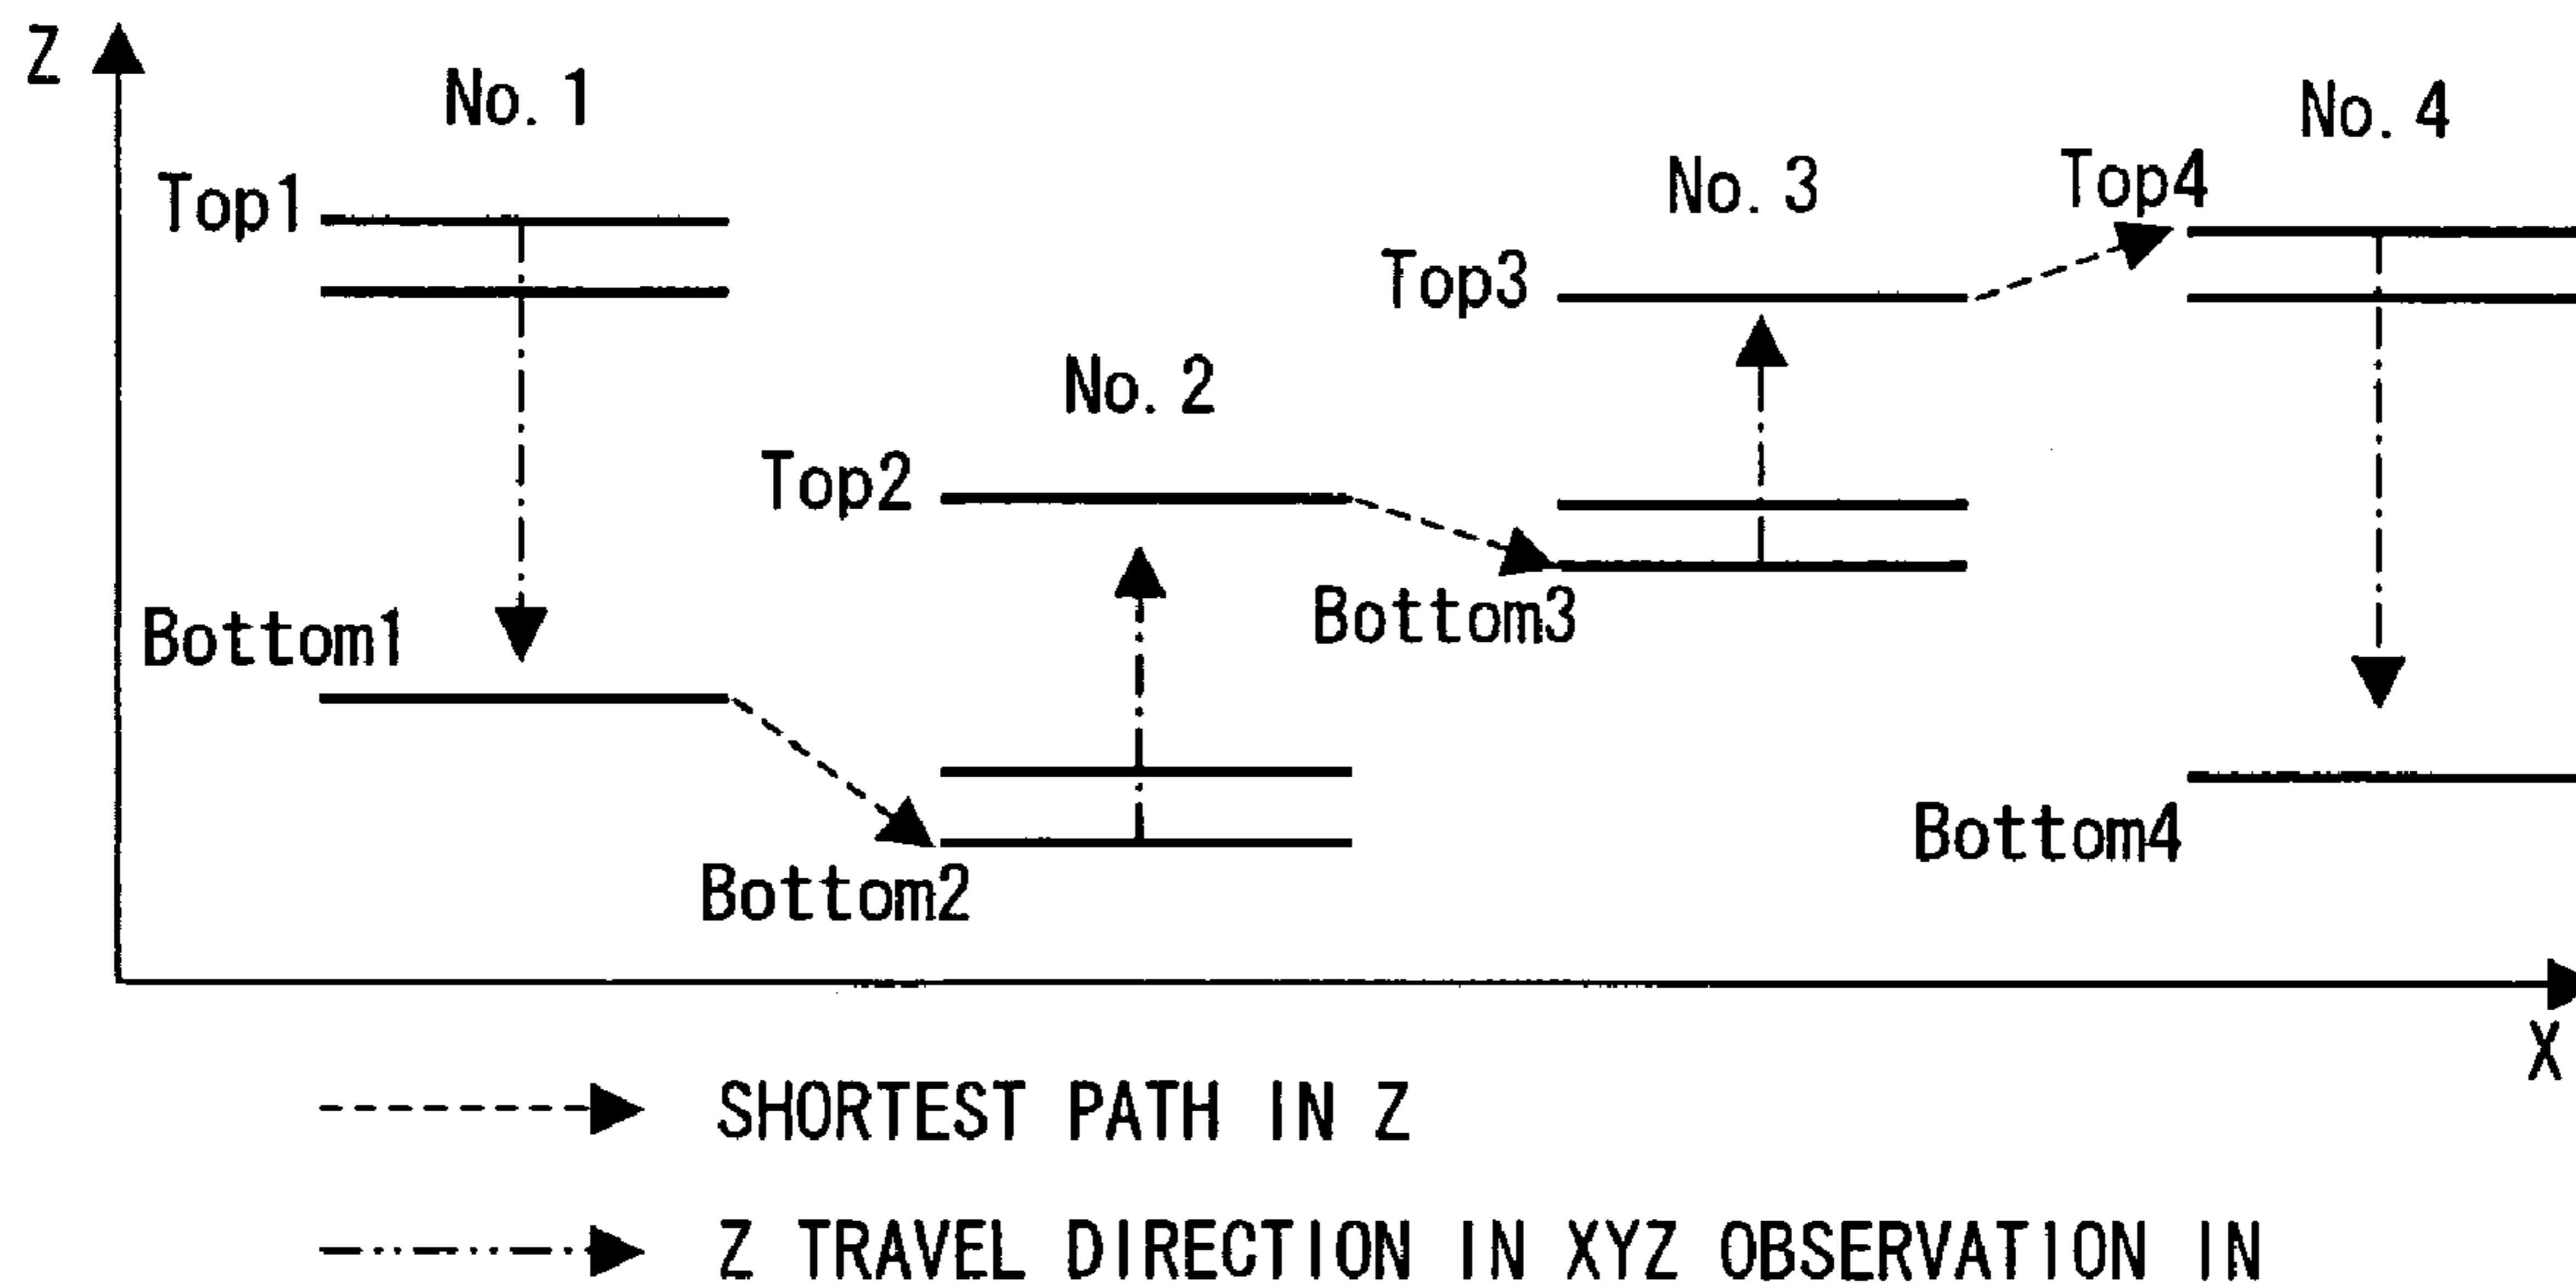 Z
No. 1
No. 4
No. 3
Top4
Top1
Top3
No. 2
Top2
Bottom1
Bottom3
Bottom4
Bottom2
X
SHORTEST PATH IN Z
Z TRAVEL DIRECTION IN XYZ OBSERVATION IN